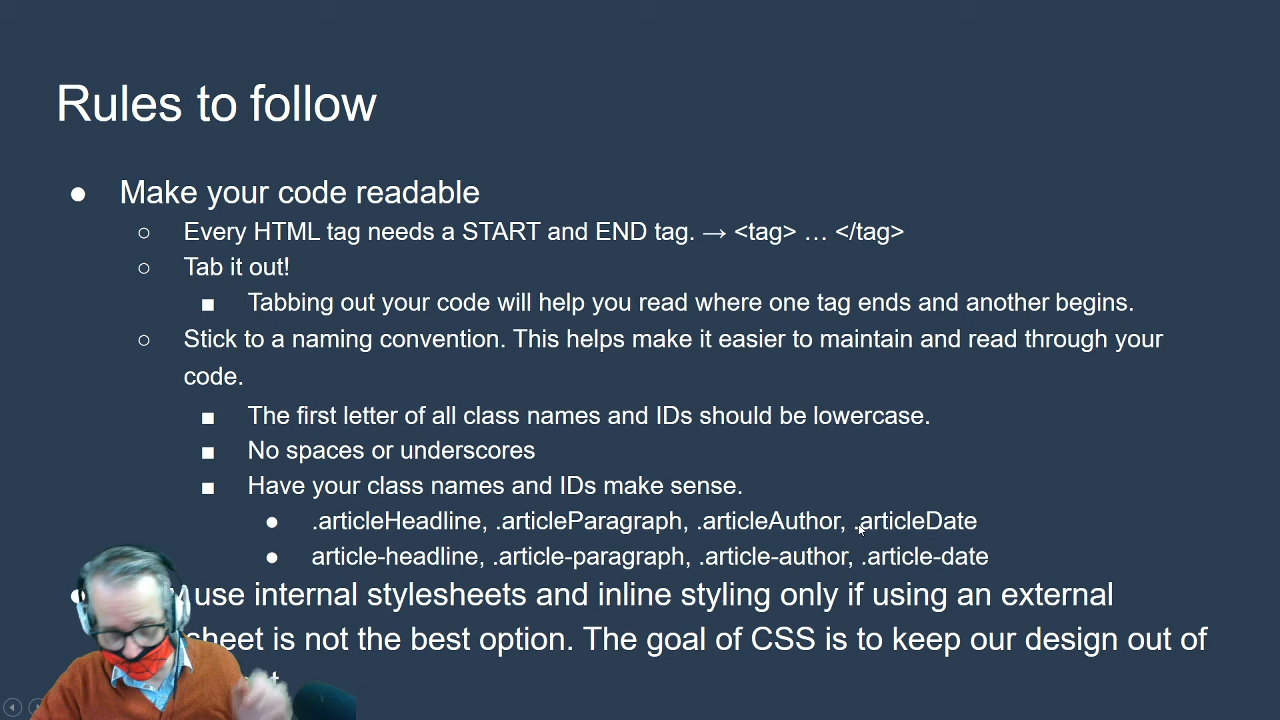 Rules to follow
● Make your code readable
○ Every HTML tag needs a START and END tag. → <tag> … </tag>
○ Tab it out!
■ Tabbing out your code will help you read where one tag ends and another begins.
○ Stick to a naming convention. This helps make it easier to maintain and read through your
code.
■ The first letter of all class names and IDs should be lowercase.
■ No spaces or underscores
■ Have your class names and IDs make sense.
● .articleHeadline, .articleParagraph, .articleAuthor, .articleDate
● article-headline, .article-paragraph, .article-author, .article-date
● use internal stylesheets and inline styling only if using an external
sheet is not the best option. The goal of CSS is to keep our design out of